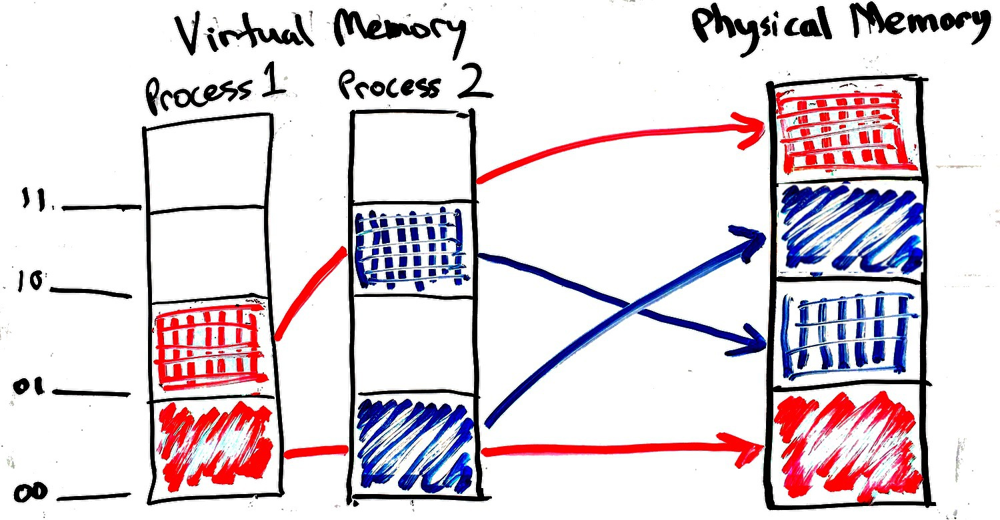 Virtual Memory
Physical Memory
Process 1
Process 2
11
10
01
00